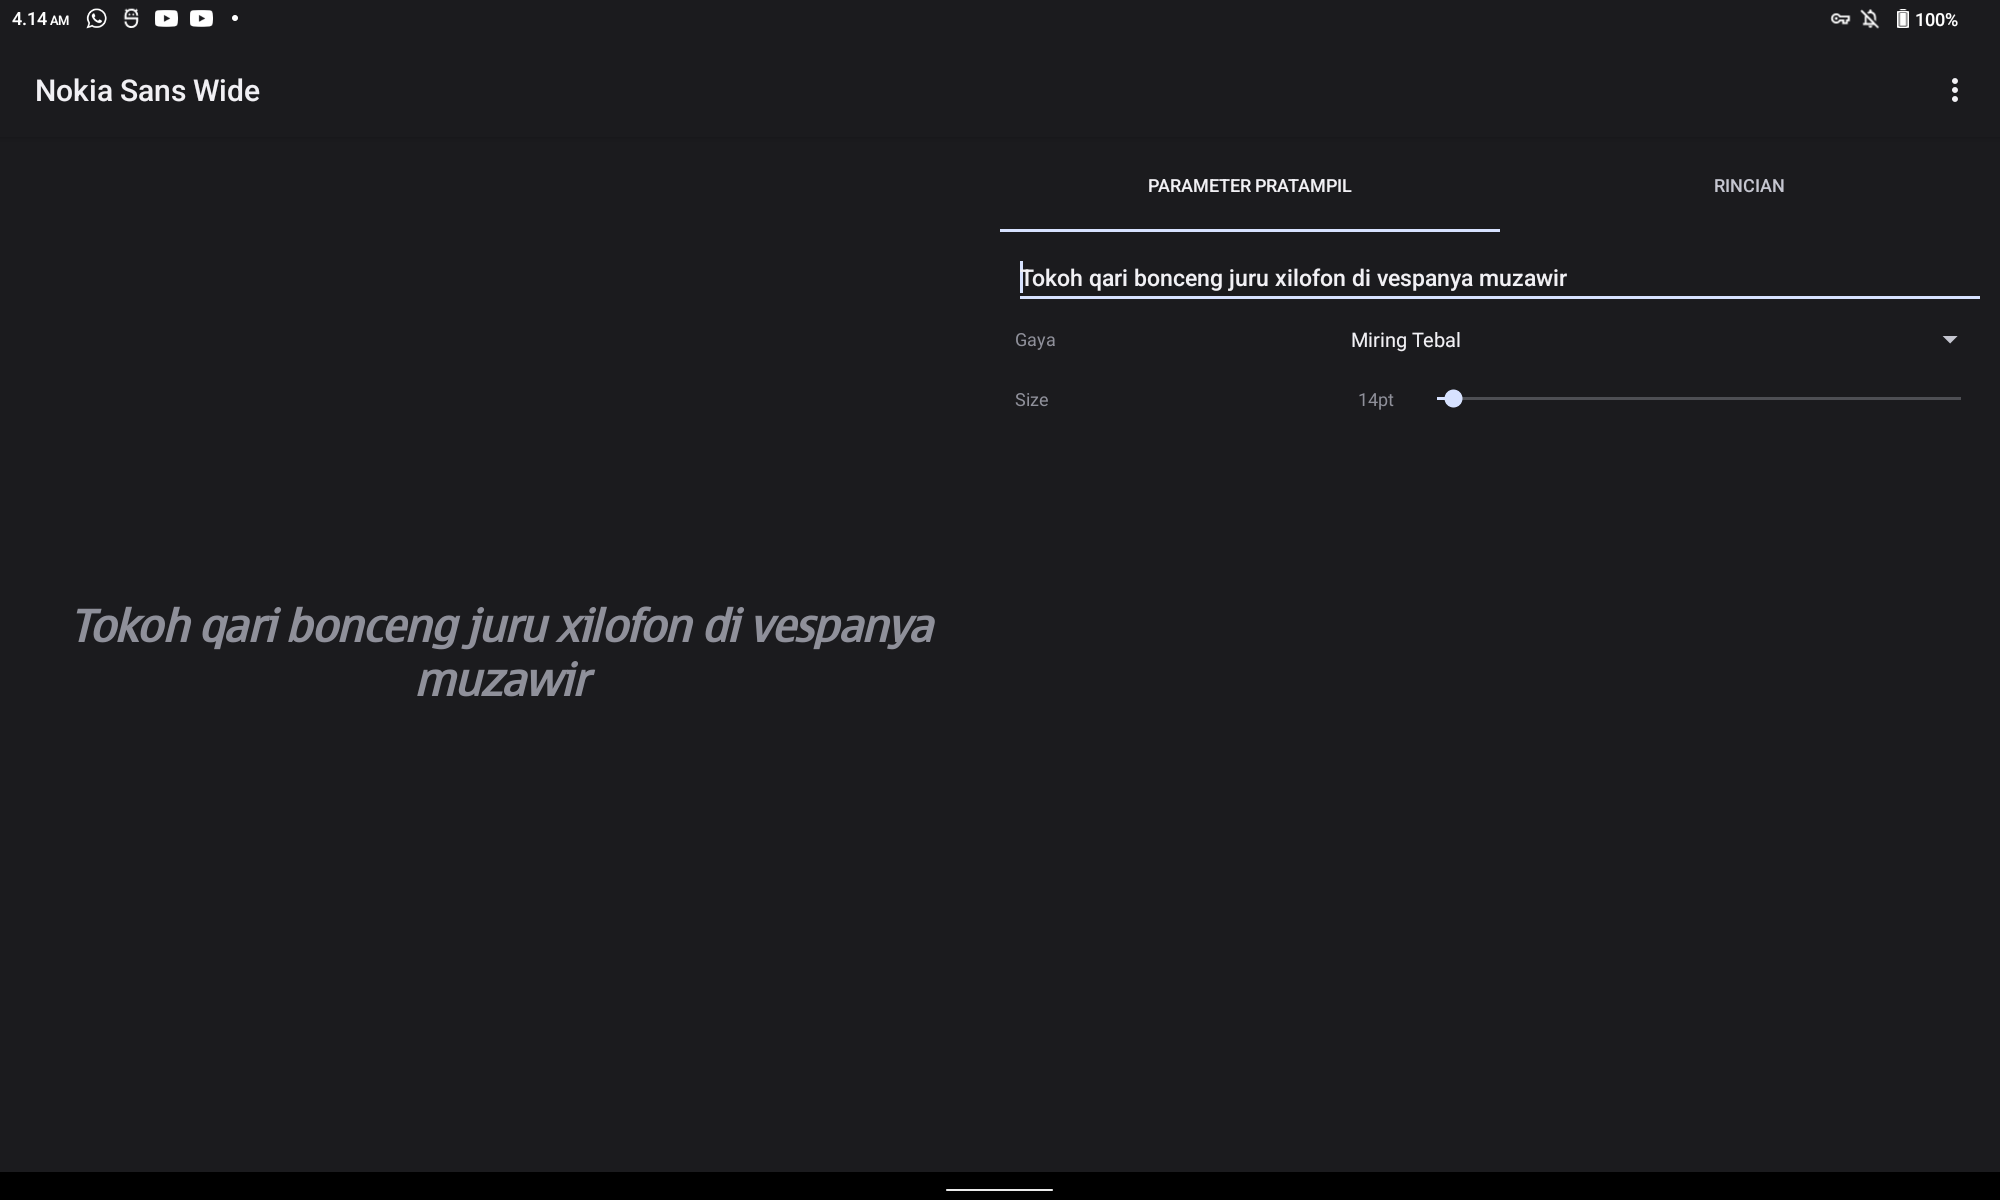 4.14 AM
100%
Nokia Sans Wide
PARAMETER PRATAMPIL
RINCIAN
Tokoh qari bonceng juru xilofon di vespanya muzawir
Gaya
Miring Tebal
Size
14pt
Tokoh qari bonceng juru xilofon di vespanya
muzawir